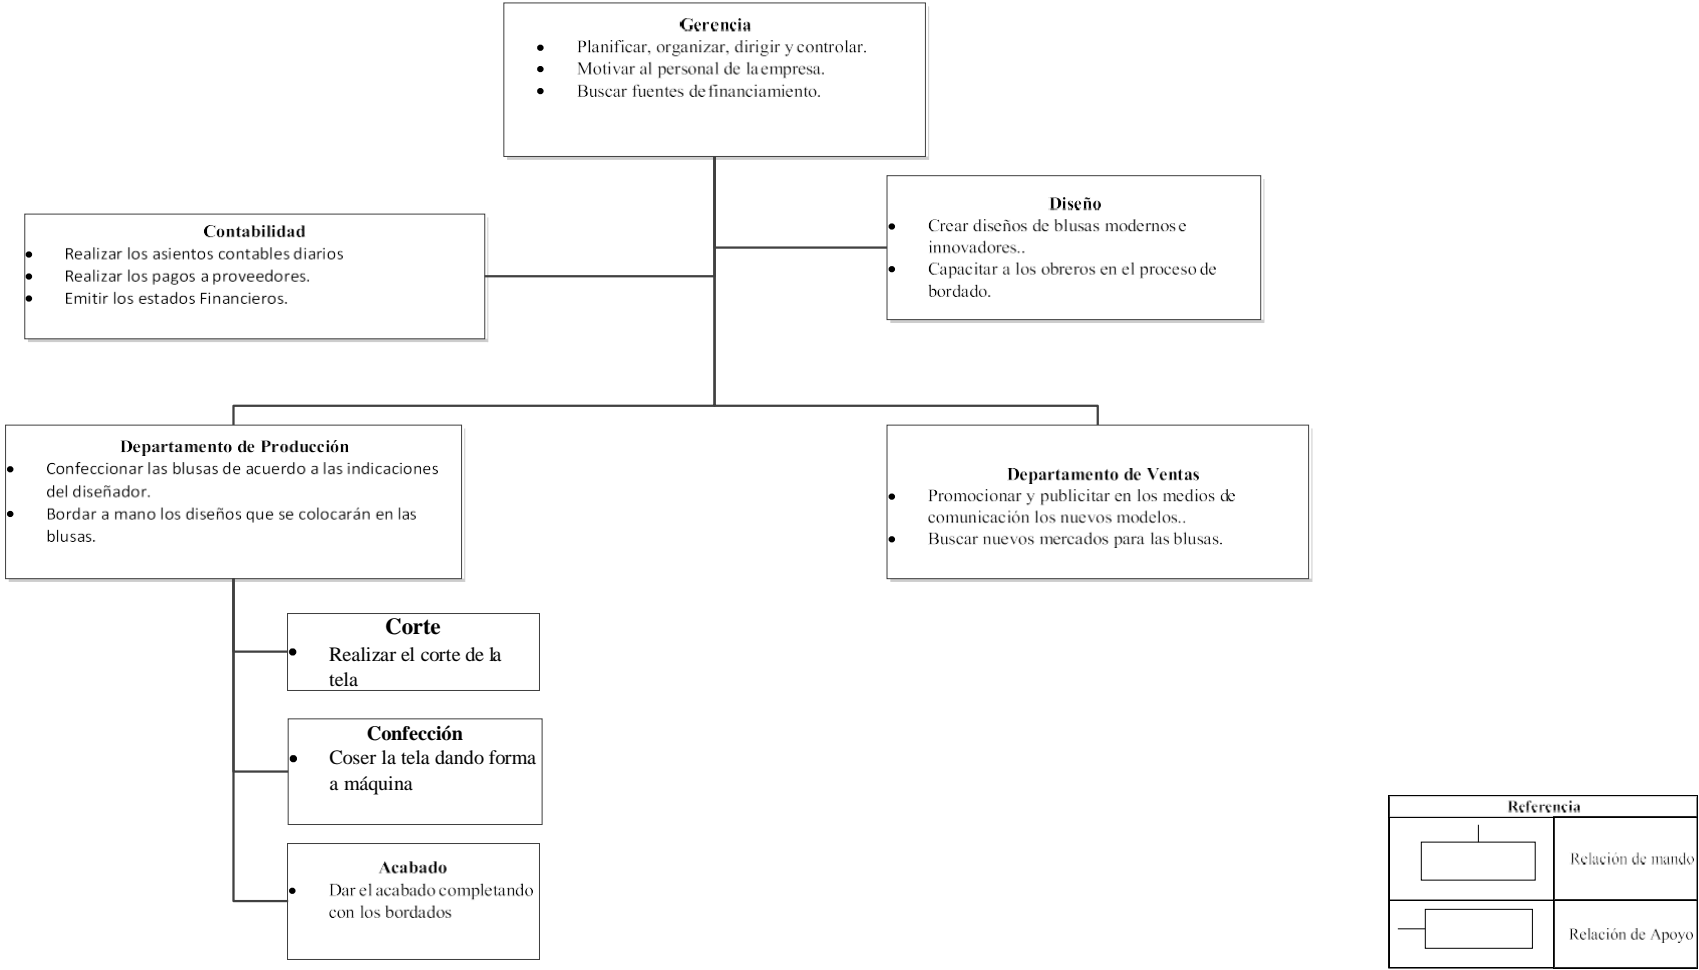 Gerencia
• Planificar, organizar, dirigir y controlar.
• Motivar al personal de la empresa.
• Buscar fuentes de financiamiento.
Diseño
• Crear diseños de blusas modernos e
innovadores..
• Capacitar a los obreros en el proceso de
bordado.
Contabilidad
• Realizar los asientos contables diarios
• Realizar los pagos a proveedores.
• Emitir los estados Financieros.
Departamento de Producción
• Confeccionar las blusas de acuerdo a las indicaciones
del diseñador.
• Bordar a mano los diseños que se colocarán en las
blusas.
Departamento de Ventas
• Promocionar y publicitar en los medios de
comunicación los nuevos modelos..
• Buscar nuevos mercados para las blusas.
Corte
• Realizar el corte de la
tela
Confección
• Coser la tela dando forma
a máquina
Acabado
• Dar el acabado completando
con los bordados
Referencia
Relación de mando
Relación de Apoyo